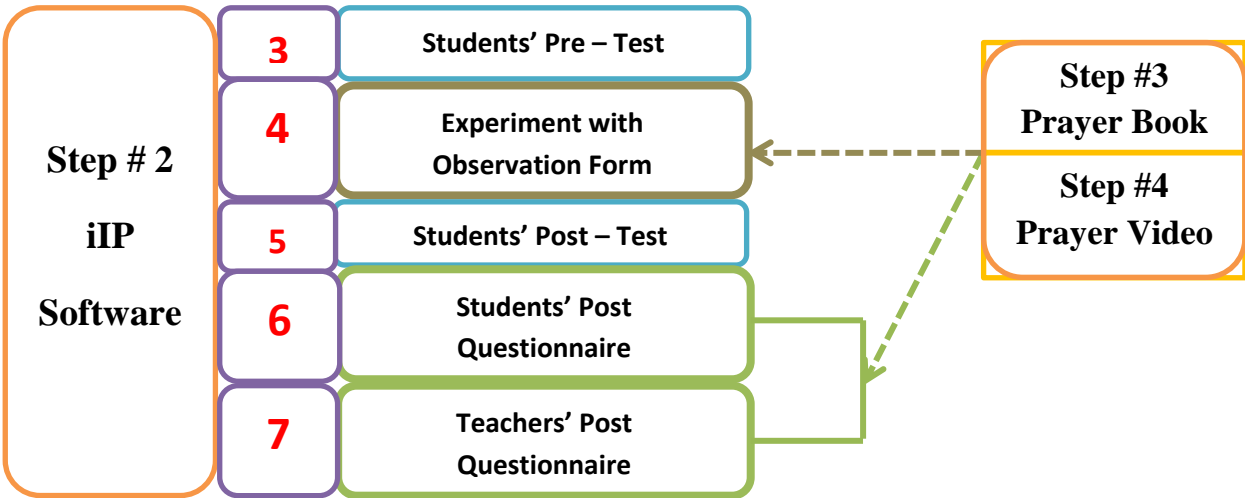 Step # 2
iIP
Software
3
Students’ Pre – Test
4
Experiment with
Observation Form
5
Students’ Post – Test
6
Students’ Post
Questionnaire
7
Teachers’ Post
Questionnaire
Step #3
Prayer Book
Step #4
Prayer Video